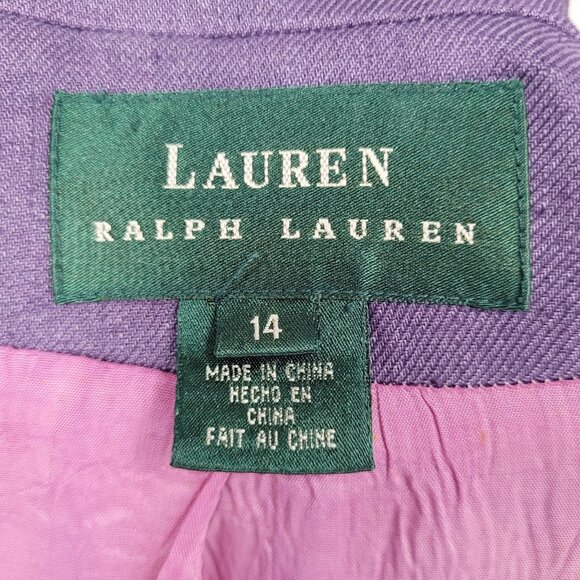 LAUREN
RALPH LAUREN
14
MADE IN CHINA
HECHO EN
CHINA
FAIT AU CHINE